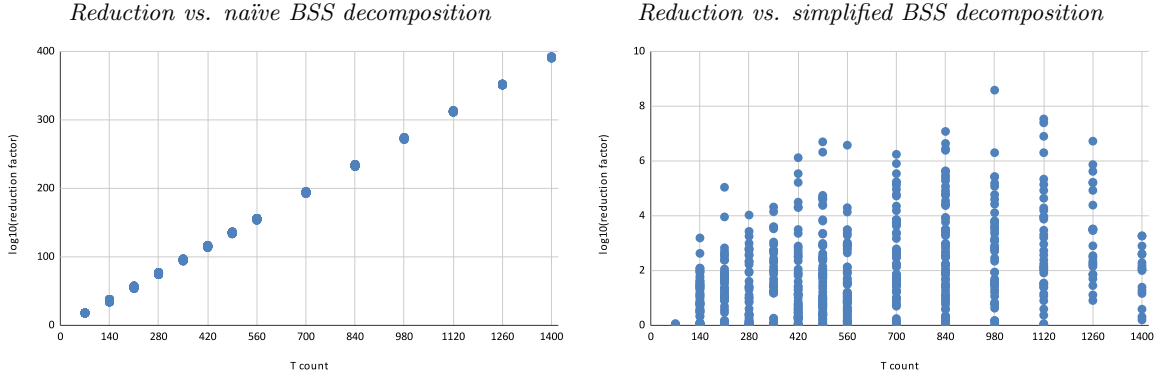 Reduction vs. naïve BSS decomposition
400
300
200
100
0
log10(reduction factor)
0 140 280 420 560 700 840 980 1120 1260 1400
T count
Reduction vs. simplified BSS decomposition
10
8
6
4
2
0
log10(reduction factor)
0 140 280 420 560 700 840 980 1120 1260 1400
T count